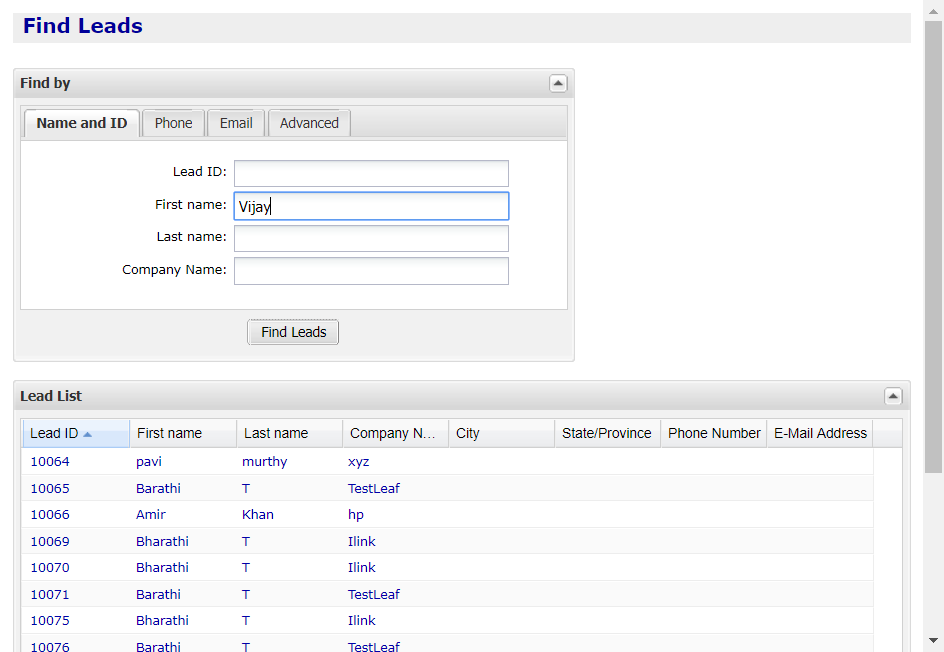 Find Leads
Find by
Name and ID Phone Email Advanced
Lead ID:
First name: Vijay
Last name:
Company Name:
Find Leads
Lead List
Lead ID First name Last name Company N... City State/Province Phone Number E-Mail Address
10064 pavi murthy xyz
10065 Barathi T TestLeaf
10066 Amir Khan hp
10069 Bharathi T Ilink
10070 Bharathi T Ilink
10071 Barathi T TestLeaf
10075 Bharathi T Ilink
10076 Barathi T TestLeaf